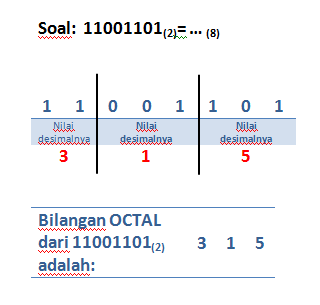 Soal: 11001101(2)= ... (8)
1 1 0 0 1 1 0 1
Nilai Nilai Nilai
desimalnya desimalnya desimalnya
3 1 5
Bilangan OCTAL
dari 11001101(2) 3 1 5
adalah: